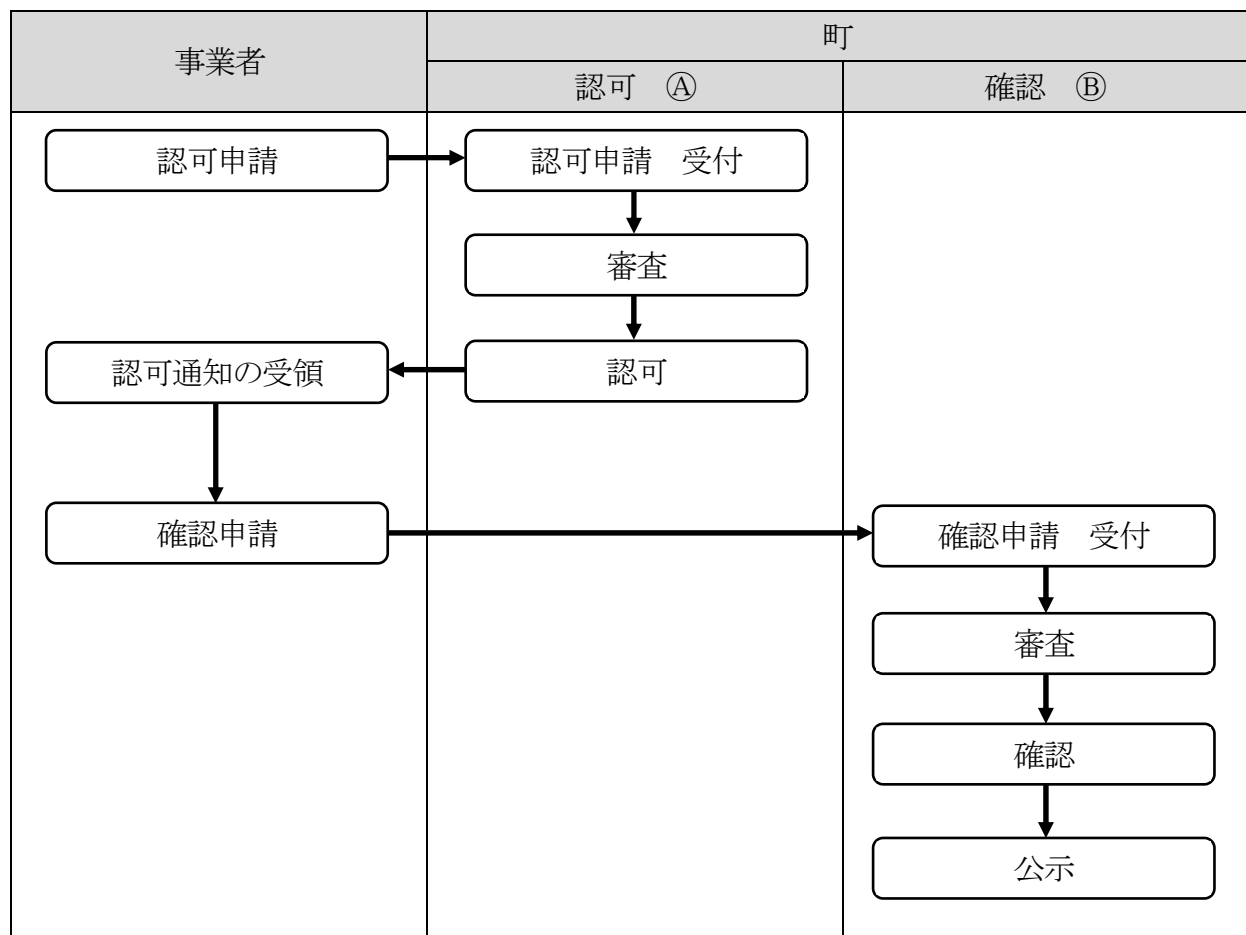 事業者
町
認可 Ⓐ
確認 Ⓑ
認可申請
認可申請 受付
審査
認可通知の受領
認可
確認申請
確認申請 受付
審査
確認
公示